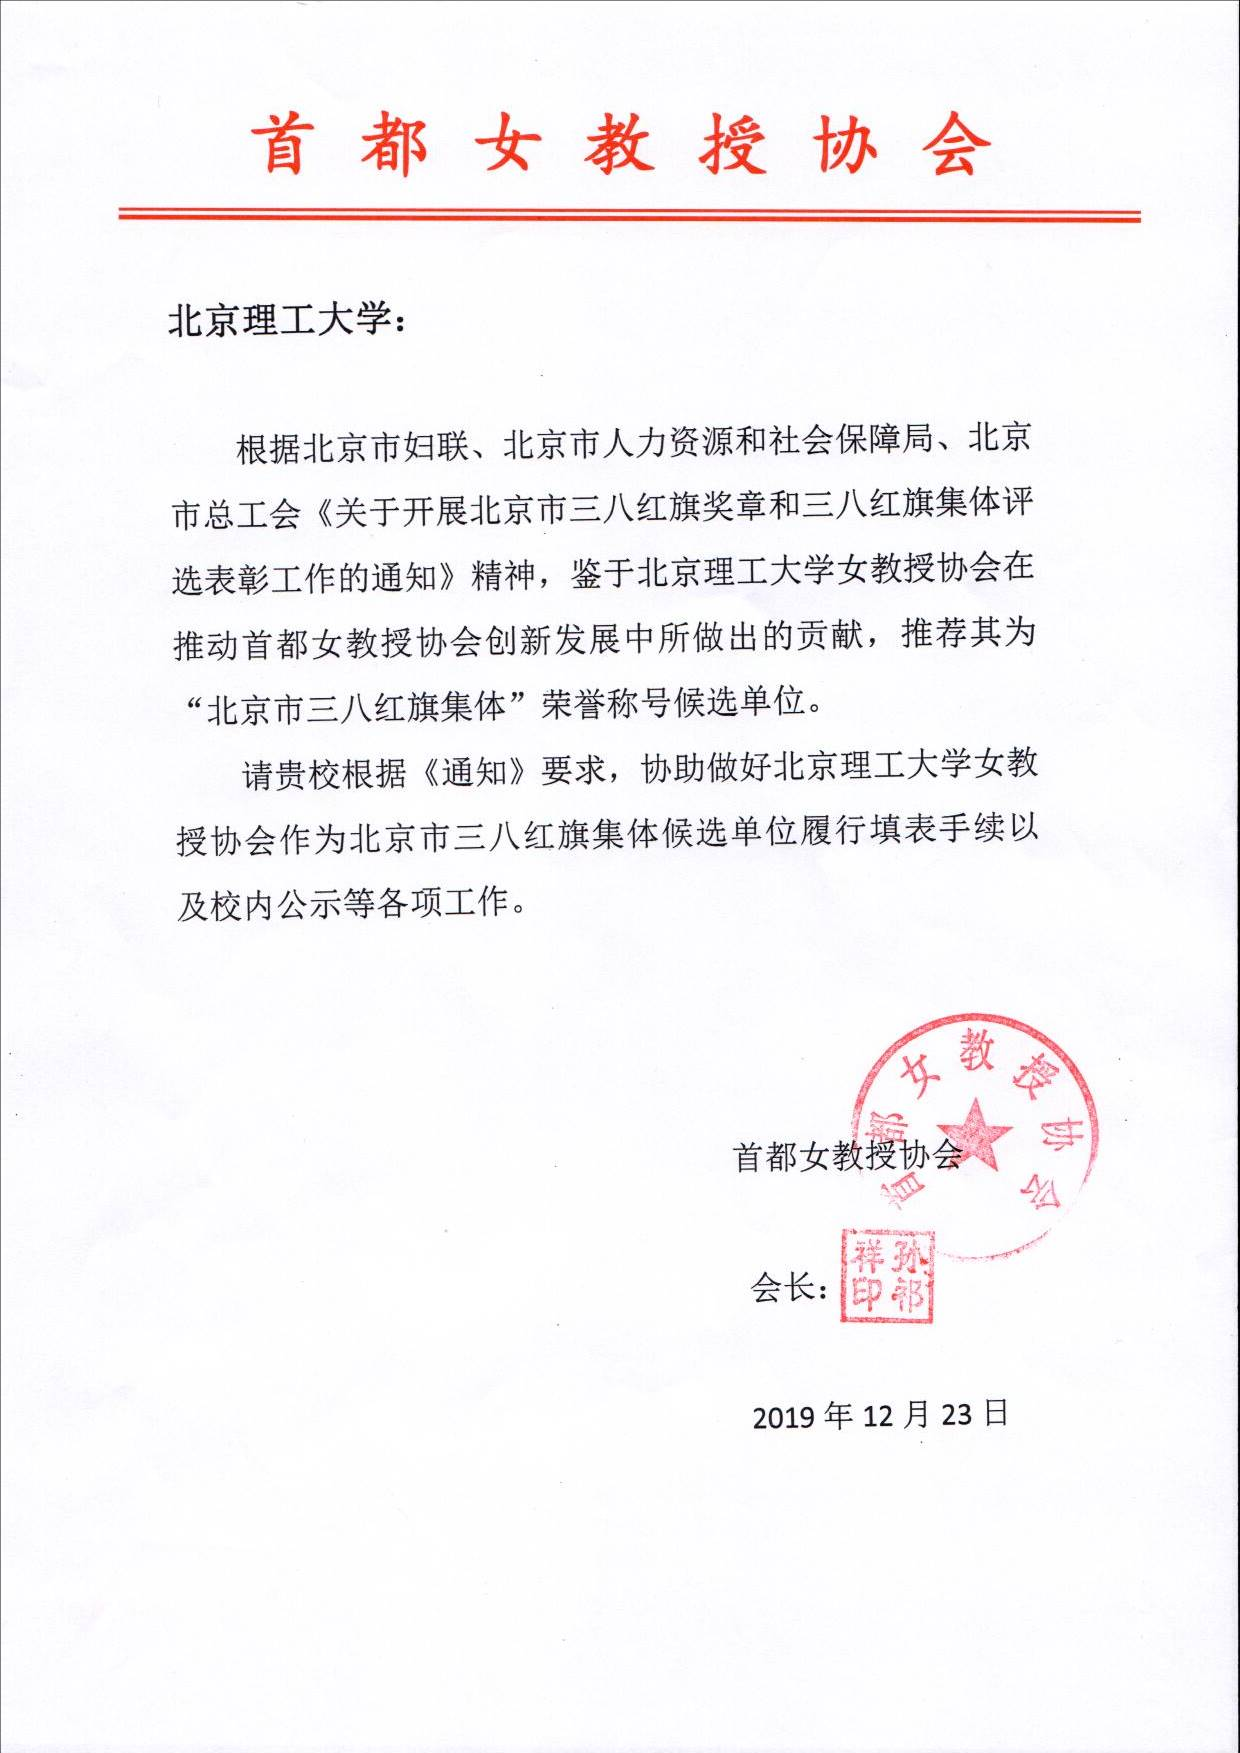 首都女教授协会
北京理工大学：
根据北京市妇联、北京市人力资源和社会保障局、北京
市总工会《关于开展北京市三八红旗奖章和三八红旗集体评
选表彰工作的通知》精神，鉴于北京理工大学女教授协会在
推动首都女教授协会创新发展中所做出的贡献，推荐其为
“北京市三八红旗集体”荣誉称号候选单位。
请贵校根据《通知》要求，协助做好北京理工大学女教
授协会作为北京市三八红旗集体候选单位履行填表手续以
及校内公示等各项工作。
首都女教授协会
首都女教授协会
会长：
孙祁
祥印
2019年12月23日